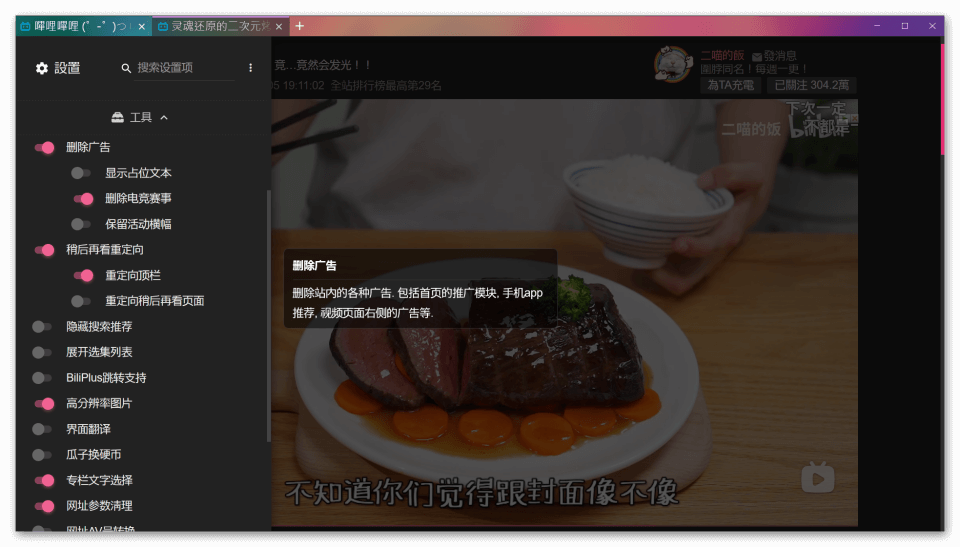 嗶哩嗶哩 (゜-゜)つ
灵魂还原的二次元
设置
搜索设置项
工具
删除广告
显示占位文本
删除电竞赛事
保留活动横幅
稍后再看重定向
重定向顶栏
重定向稍后再看页面
隐藏搜索推荐
展开选集列表
BiliPlus跳转支持
高分辨率图片
界面翻译
瓜子换硬币
专栏文字选择
网址参数清理
网址AV号转换
竟…竟然会发光！！
19:11:02 全站排行榜最高第29名
二喵的飯 發消息
團脖同名！每週一更！
為TA充電 已關注 304.2萬
下次一定
二喵的饭
不都是
删除广告
删除站内的各种广告. 包括首页的推广模块, 手机app
推荐, 视频页面右侧的广告等.
不知道你们觉得跟封面像不像